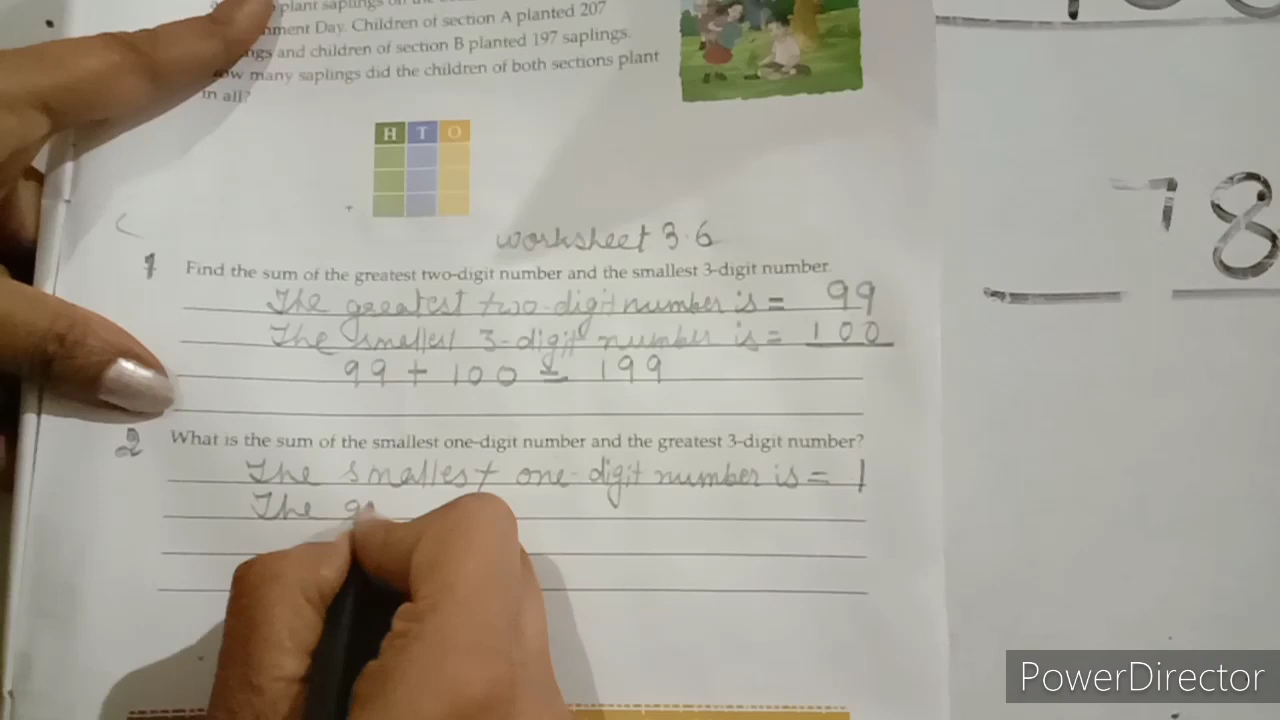 plant saplings on the
nment Day. Children of section A planted 207
ngs and children of section B planted 197 saplings.
ow many saplings did the children of both sections plant
in all?
H T O
+
worksheet 3.6
1 Find the sum of the greatest two-digit number and the smallest 3-digit number.
The greatest two-digit number is = 99
The smallest 3-digit number is = 100
99 + 100 = 199
2 What is the sum of the smallest one-digit number and the greatest 3-digit number?
The smallest one-digit number is = 1
The g
78
PowerDirector